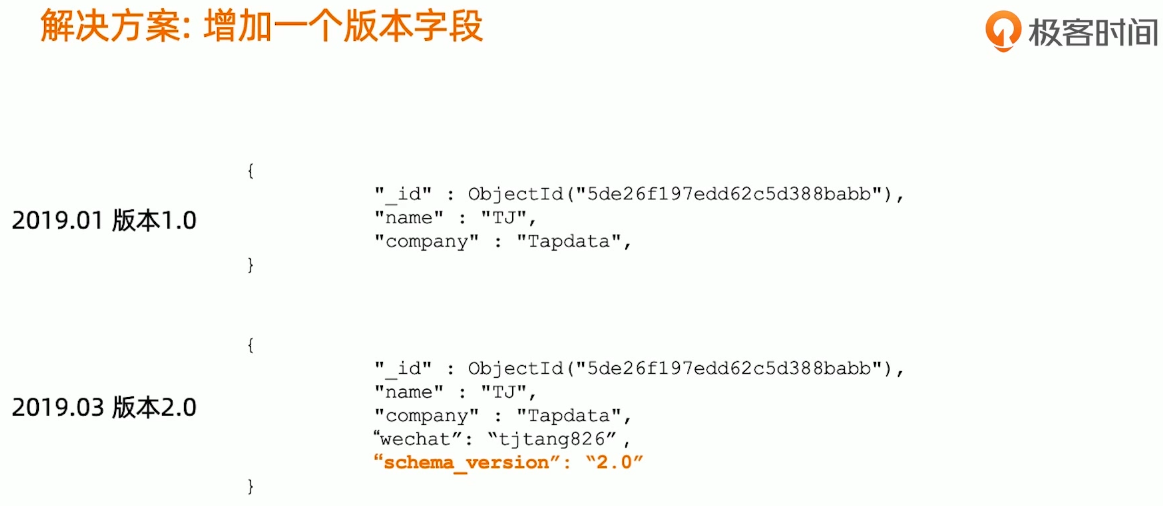 解决方案: 增加一个版本字段
极客时间
{
"_id" : ObjectId("5de26f197edd62c5d388babb"),
"name" : "TJ",
2019.01 版本1.0
"company" : "Tapdata",
}
{
"_id" : ObjectId("5de26f197edd62c5d388babb"),
"name" : "TJ",
2019.03 版本2.0
"company" : "Tapdata",
“wechat”: “tjtang826” ,
“schema_version”: “2.0”
}